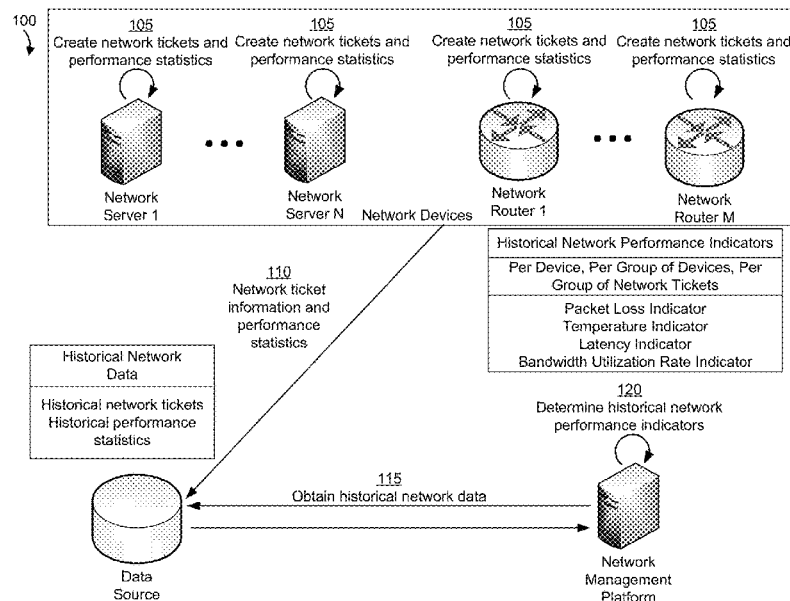 100
105
Create network tickets and
performance statistics
105
Create network tickets and
performance statistics
105
Create network tickets and
performance statistics
105
Create network tickets and
performance statistics
Network
Server 1
Network
Server N
Network
Router 1
Network
Router M
Network Devices
Historical Network Performance Indicators
Per Device, Per Group of Devices, Per
Group of Network Tickets
Packet Loss Indicator
Temperature Indicator
Latency Indicator
Bandwidth Utilization Rate Indicator
110
Network ticket
information and
performance
statistics
Historical Network
Data
Historical network tickets
Historical performance
statistics
120
Determine historical network
performance indicators
115
Obtain historical network data
Data
Source
Network
Management
Platform